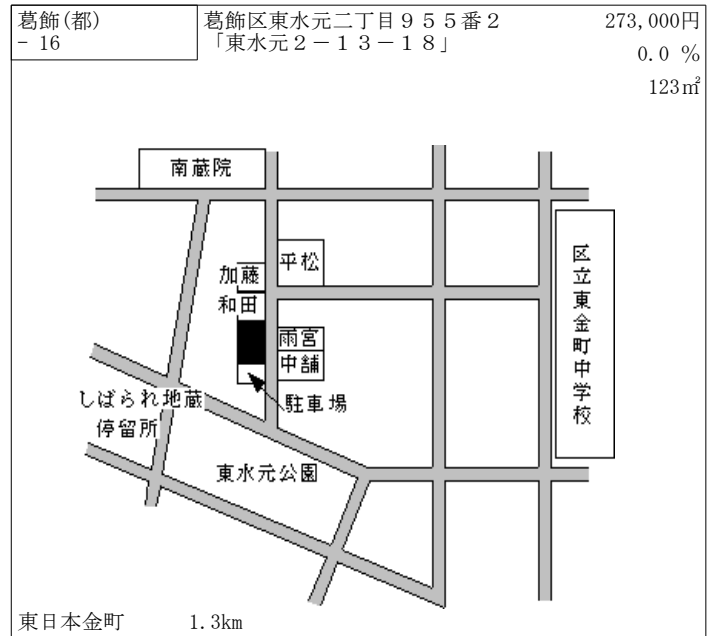 葛飾(都)
- 16
葛飾区東水元二丁目９５５番２
「東水元２－１３－１８」
273,000円
0.0 %
123㎡
南蔵院
平松
加藤
和田
雨宮
中舗
駐車場
しばられ地蔵
停留所
東水元公園
区立東金町中学校
東日本金町 1.3km